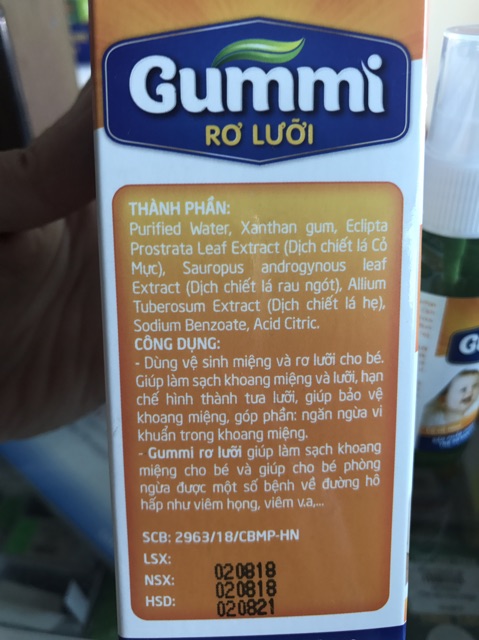 Gummi
RƠ LƯỠI
THÀNH PHẦN:
Purified Water, Xanthan gum, Eclipta
Prostrata Leaf Extract (Dịch chiết lá Cỏ
Mực), Sauropus androgynous leaf
Extract (Dịch chiết lá rau ngót), Allium
Tuberosum Extract (Dịch chiết lá hẹ),
Sodium Benzoate, Acid Citric.
CÔNG DỤNG:
- Dùng vệ sinh miệng và rơ lưỡi cho bé.
Giúp làm sạch khoang miệng và lưỡi, hạn
chế hình thành tưa lưỡi, giúp bảo vệ
khoang miệng, góp phần: ngăn ngừa vi
khuẩn trong khoang miệng.
- Gummi rơ lưỡi giúp làm sạch khoang
miệng cho bé và giúp cho bé phòng
ngừa được một số bệnh về đường hô
hấp như viêm họng, viêm v.a,...
SCB: 2963/18/CBMP-HN
LSX: 020818
NSX: 020818
HSD: 020821